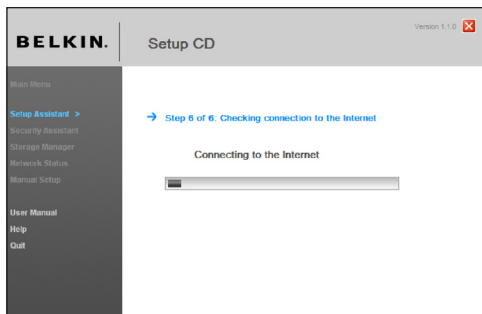 BELKIN.
Setup CD
Version 1.1.0
Main Menu
Setup Assistant >
Security Assistant
Storage Manager
Network Status
Manual Setup
User Manual
Help
Quit
Step 6 of 6: Checking connection to the Internet
Connecting to the Internet